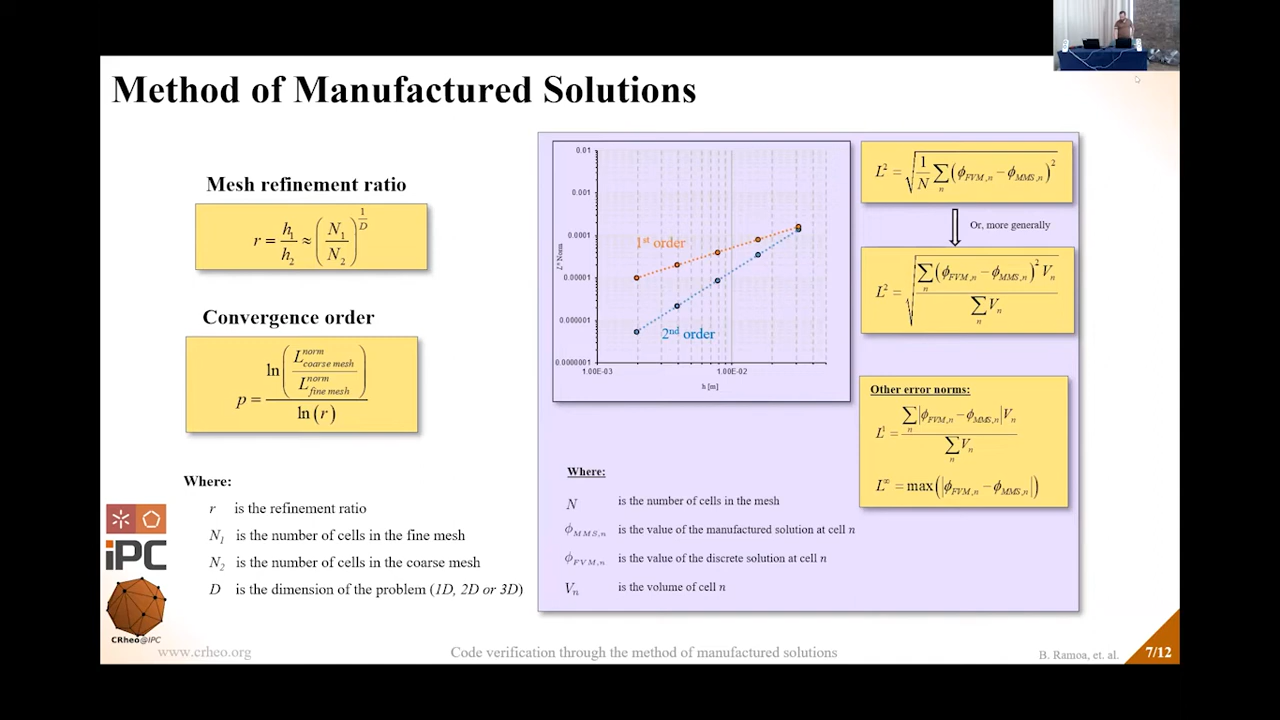 Method of Manufactured Solutions
Mesh refinement ratio
r = h₁/h₂ ≈ (N₁/N₂)^(1/D)
Convergence order
p = ln(L^norm_coarse mesh / L^norm_fine mesh) / ln(r)
Where:
r is the refinement ratio
N₁ is the number of cells in the fine mesh
N₂ is the number of cells in the coarse mesh
D is the dimension of the problem (1D, 2D or 3D)
0.01
0.001
0.0001
0.00001
0.000001
0.0000001
1.00E-03
1.00E-02
h [m]
1st order
2nd order
L² = √(1/N ∑ₙ (ϕ_FVM,n − ϕ_MMS,n)²)
Or, more generally
L² = √(∑ₙ (ϕ_FVM,n − ϕ_MMS,n)² Vₙ / ∑ₙ Vₙ)
Other error norms:
L¹ = ∑ₙ |ϕ_FVM,n − ϕ_MMS,n| Vₙ / ∑ₙ Vₙ
L^∞ = max(|ϕ_FVM,n − ϕ_MMS,n|)
Where:
N is the number of cells in the mesh
ϕ_MMS,n is the value of the manufactured solution at cell n
ϕ_FVM,n is the value of the discrete solution at cell n
Vₙ is the volume of cell n
iPC
CRheo@IPC
www.crheo.org
Code verification through the method of manufactured solutions
B. Ramoa, et. al.
7/12